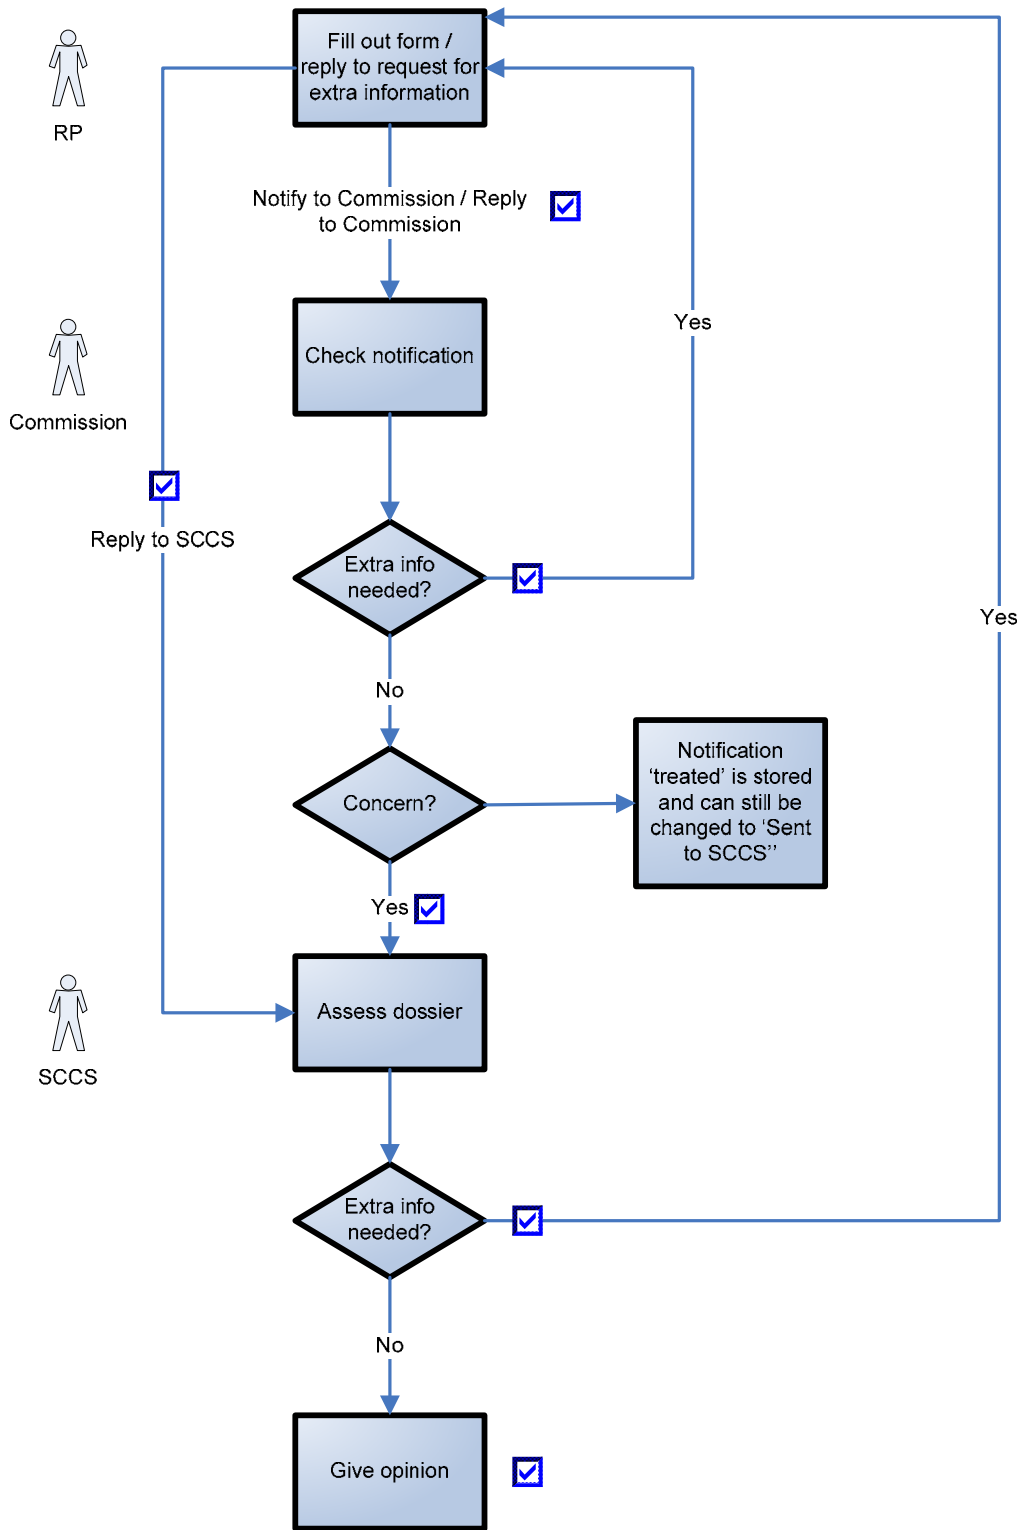 Fill out form /
reply to request for
extra information
RP
Notify to Commission / Reply
to Commission
Yes
Check notification
Commission
Reply to SCCS
Extra info
needed?
Yes
No
Notification
‘treated’ is stored
and can still be
changed to ‘Sent
to SCCS’’
Concern?
Yes
Assess dossier
SCCS
Extra info
needed?
No
Give opinion